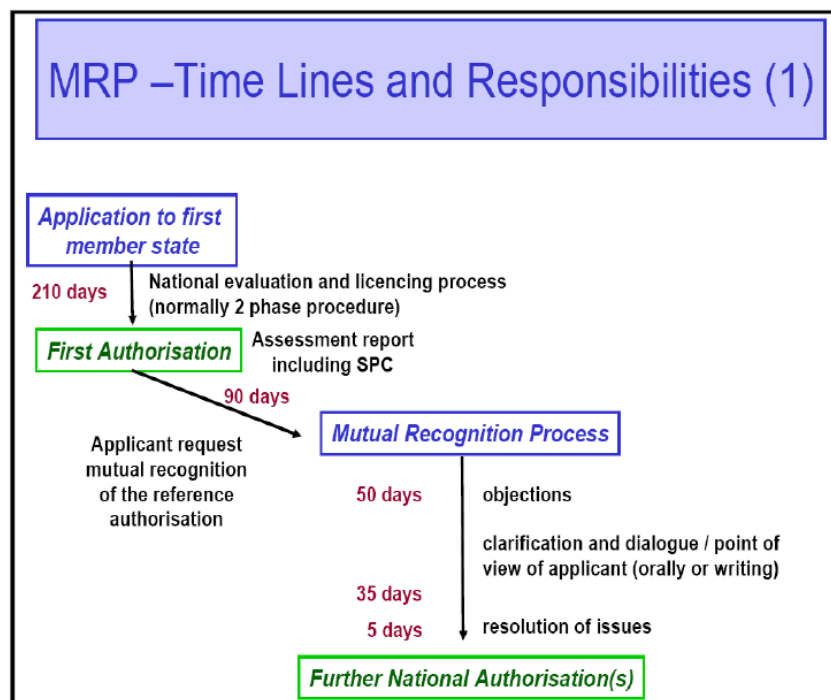 MRP –Time Lines and Responsibilities (1)
Application to first
member state
210 days
National evaluation and licencing process
(normally 2 phase procedure)
First Authorisation
Assessment report
including SPC
90 days
Applicant request
mutual recognition
of the reference
authorisation
Mutual Recognition Process
50 days
objections
clarification and dialogue / point of
view of applicant (orally or writing)
35 days
5 days
resolution of issues
Further National Authorisation(s)